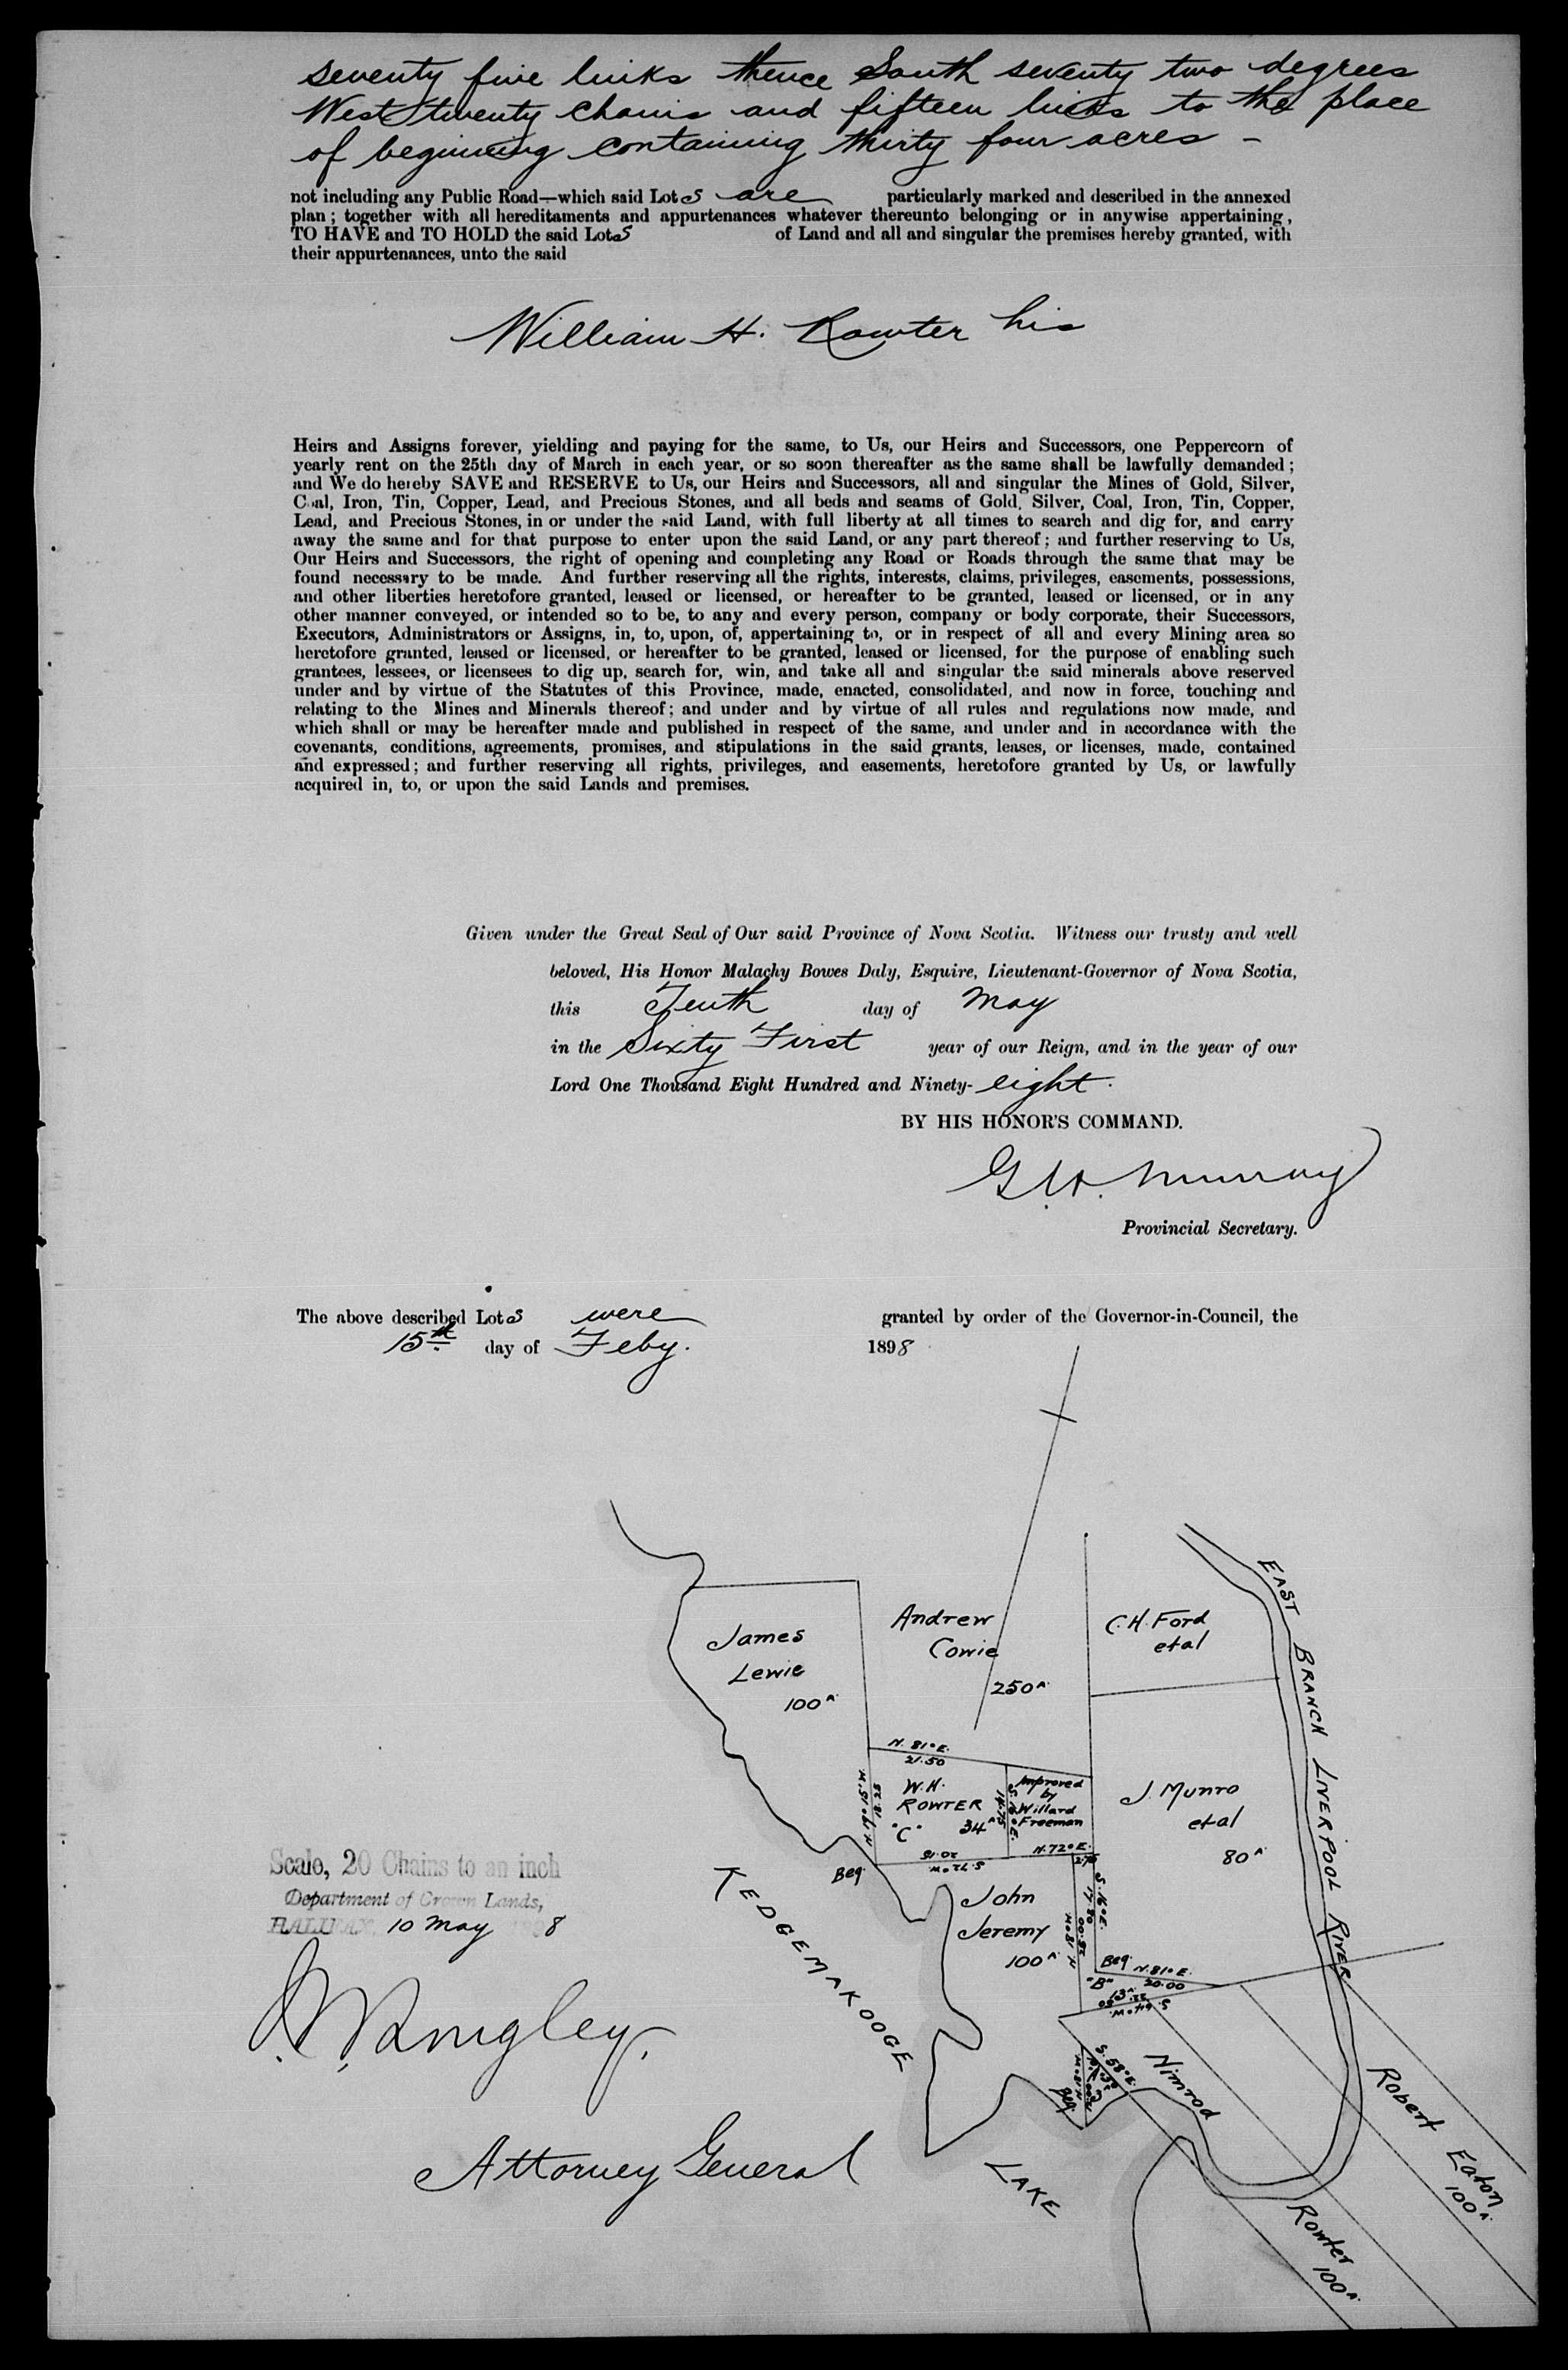 seventy five links thence South seventy two degrees
West twenty chains and fifteen links to the place
of beginning containing thirty four acres –
not including any Public Road—which said Lots are particularly marked and described in the annexed
plan; together with all hereditaments and appurtenances whatever thereunto belonging or in anywise appertaining,
TO HAVE and TO HOLD the said Lots of Land and all and singular the premises hereby granted, with
their appurtenances, unto the said
William H. Rowter his
Heirs and Assigns forever, yielding and paying for the same, to Us, our Heirs and Successors, one Peppercorn of
yearly rent on the 25th day of March in each year, or so soon thereafter as the same shall be lawfully demanded;
and We do hereby SAVE and RESERVE to Us, our Heirs and Successors, all and singular the Mines of Gold, Silver,
Coal, Iron, Tin, Copper, Lead, and Precious Stones, and all beds and seams of Gold, Silver, Coal, Iron, Tin, Copper,
Lead, and Precious Stones, in or under the said Land, with full liberty at all times to search and dig for, and carry
away the same and for that purpose to enter upon the said Land, or any part thereof; and further reserving to Us,
Our Heirs and Successors, the right of opening and completing any Road or Roads through the same that may be
found necessary to be made. And further reserving all the rights, interests, claims, privileges, easements, possessions,
and other liberties heretofore granted, leased or licensed, or hereafter to be granted, leased or licensed, or in any
other manner conveyed, or intended so to be, to any and every person, company or body corporate, their Successors,
Executors, Administrators or Assigns, in, to, upon, of, appertaining to, or in respect of all and every Mining area so
heretofore granted, leased or licensed, or hereafter to be granted, leased or licensed, for the purpose of enabling such
grantees, lessees, or licensees to dig up, search for, win, and take all and singular the said minerals above reserved
under and by virtue of the Statutes of this Province, made, enacted, consolidated, and now in force, touching and
relating to the Mines and Minerals thereof; and under and by virtue of all rules and regulations now made, and
which shall or may be hereafter made and published in respect of the same, and under and in accordance with the
covenants, conditions, agreements, promises, and stipulations in the said grants, leases, or licenses, made, contained
and expressed; and further reserving all rights, privileges, and easements, heretofore granted by Us, or lawfully
acquired in, to, or upon the said Lands and premises.
Given under the Great Seal of Our said Province of Nova Scotia. Witness our trusty and well
beloved, His Honor Malachy Bowes Daly, Esquire, Lieutenant-Governor of Nova Scotia,
this Tenth day of May
in the Sixty First year of our Reign, and in the year of our
Lord One Thousand Eight Hundred and Ninety-eight.
BY HIS HONOR'S COMMAND.
G. H. Murray
Provincial Secretary.
The above described Lots were granted by order of the Governor-in-Council, the
15th day of Feby. 1898
EAST BRANCH LIVERPOOL RIVER
James
Lewie
100 A.
Andrew
Cowie
250 A.
C. H. Ford
et al
N. 81° E.
21.50
N. 19° 15' W.
18.25
W. H.
ROWTER
"C" 34 A
14.75
Improved
by
Willard
Freeman
S. 72° W.
20.15
N. 72° E.
2.75
J. Munro
et al
80 A.
Beg.
John
Jeremy
100 A.
S. 16° E.
17.50
N. 18° W.
Beg. N. 81° E.
20.00
"B"
13 A.
S. 64° W.
KEDGEMAKOOGE
LAKE
S. 58° E.
N. 18° W.
Beg.
Nimrod
Rowter
100 A.
Robert Eaton
100 A.
Scale, 20 Chains to an inch
Department of Crown Lands,
HALIFAX 10 May 1898
J. W. Longley.
Attorney General